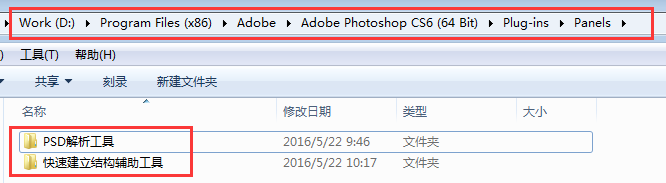 Work (D:) ▸ Program Files (x86) ▸ Adobe ▸ Adobe Photoshop CS6 (64 Bit) ▸ Plug-ins ▸ Panels ▸
工具(T) 帮助(H)
共享 ▼ 刻录 新建文件夹
名称 修改日期 类型 大小
PSD解析工具 2016/5/22 9:46 文件夹
快速建立结构辅助工具 2016/5/22 10:17 文件夹